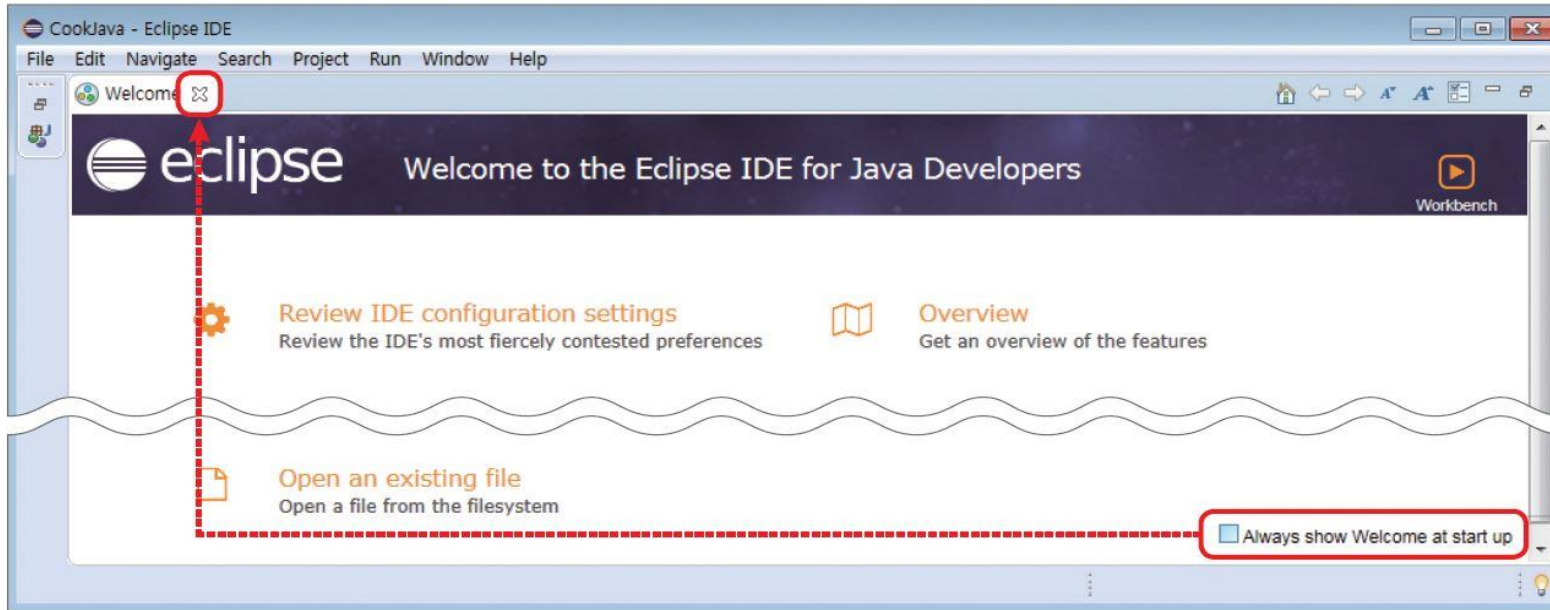 CookJava - Eclipse IDE
File Edit Navigate Search Project Run Window Help
Welcome
eclipse Welcome to the Eclipse IDE for Java Developers
Workbench
Review IDE configuration settings
Review the IDE's most fiercely contested preferences
Overview
Get an overview of the features
Open an existing file
Open a file from the filesystem
Always show Welcome at start up